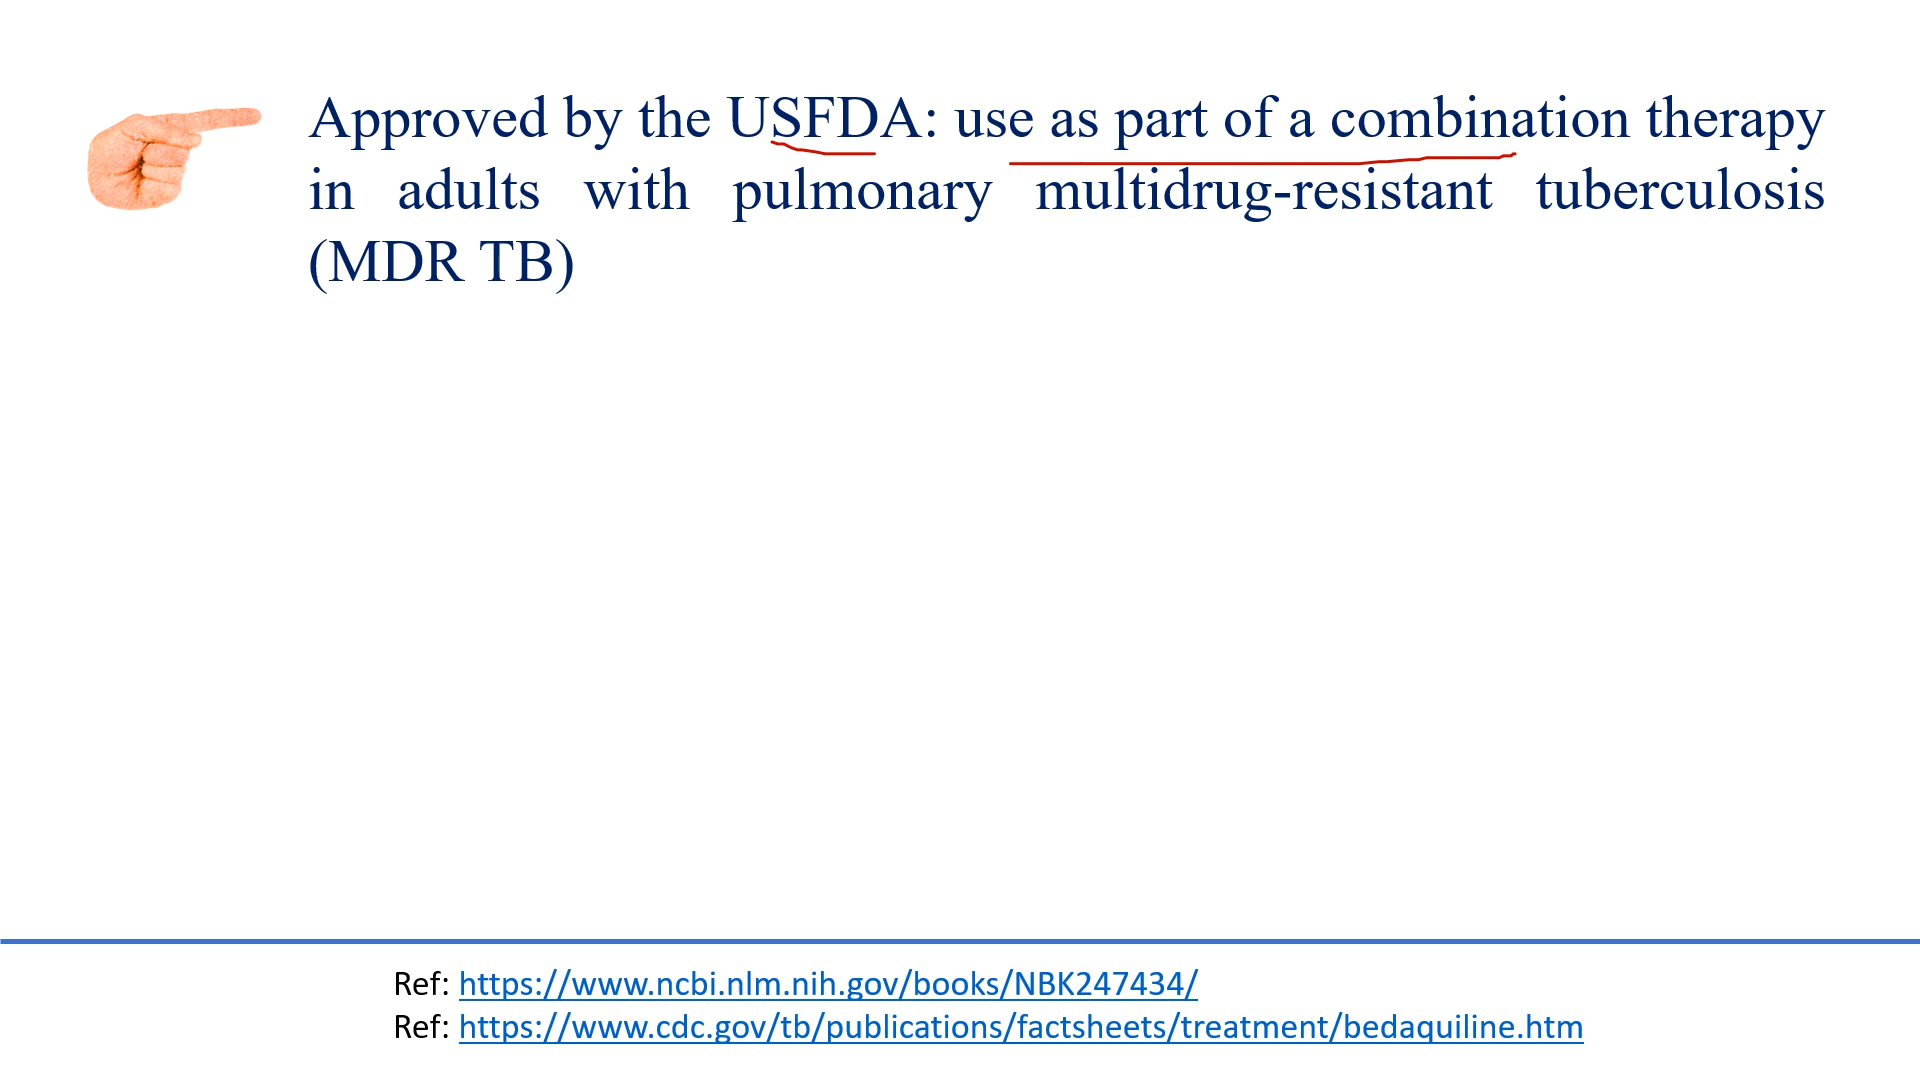 Approved by the USFDA: use as part of a combination therapy
in adults with pulmonary multidrug-resistant tuberculosis
(MDR TB)
Ref: https://www.ncbi.nlm.nih.gov/books/NBK247434/
Ref: https://www.cdc.gov/tb/publications/factsheets/treatment/bedaquiline.htm